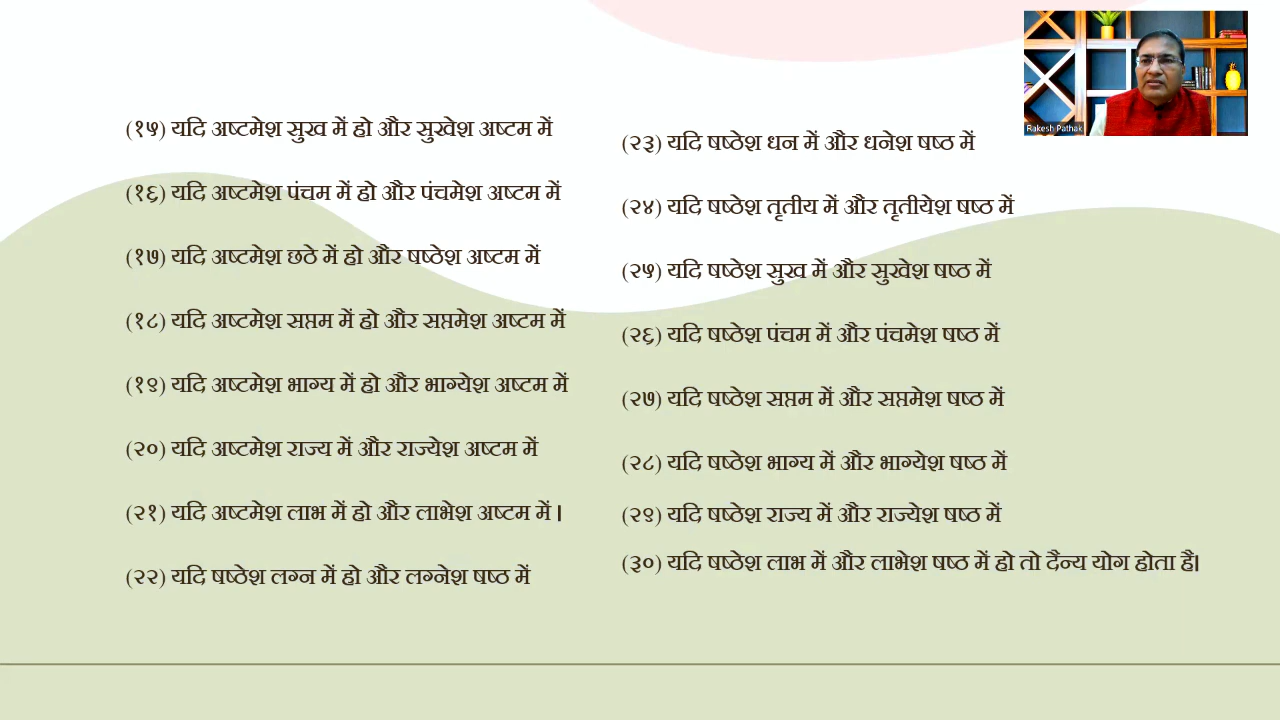 (१५) यदि अष्टमेश सुख में हो और सुखेश अष्टम में
(१६) यदि अष्टमेश पंचम में हो और पंचमेश अष्टम में
(१७) यदि अष्टमेश छठे में हो और षष्ठेश अष्टम में
(१८) यदि अष्टमेश सप्तम में हो और सप्तमेश अष्टम में
(१९) यदि अष्टमेश भाग्य में हो और भाग्येश अष्टम में
(२०) यदि अष्टमेश राज्य में और राज्येश अष्टम में
(२१) यदि अष्टमेश लाभ में हो और लाभेश अष्टम में ।
(२२) यदि षष्ठेश लग्न में हो और लग्नेश षष्ठ में
(२३) यदि षष्ठेश धन में और धनेश षष्ठ में
(२४) यदि षष्ठेश तृतीय में और तृतीयेश षष्ठ में
(२५) यदि षष्ठेश सुख में और सुखेश षष्ठ में
(२६) यदि षष्ठेश पंचम में और पंचमेश षष्ठ में
(२७) यदि षष्ठेश सप्तम में और सप्तमेश षष्ठ में
(२८) यदि षष्ठेश भाग्य में और भाग्येश षष्ठ में
(२९) यदि षष्ठेश राज्य में और राज्येश षष्ठ में
(३०) यदि षष्ठेश लाभ में और लाभेश षष्ठ में हो तो दैन्य योग होता है।
Rakesh Pathak